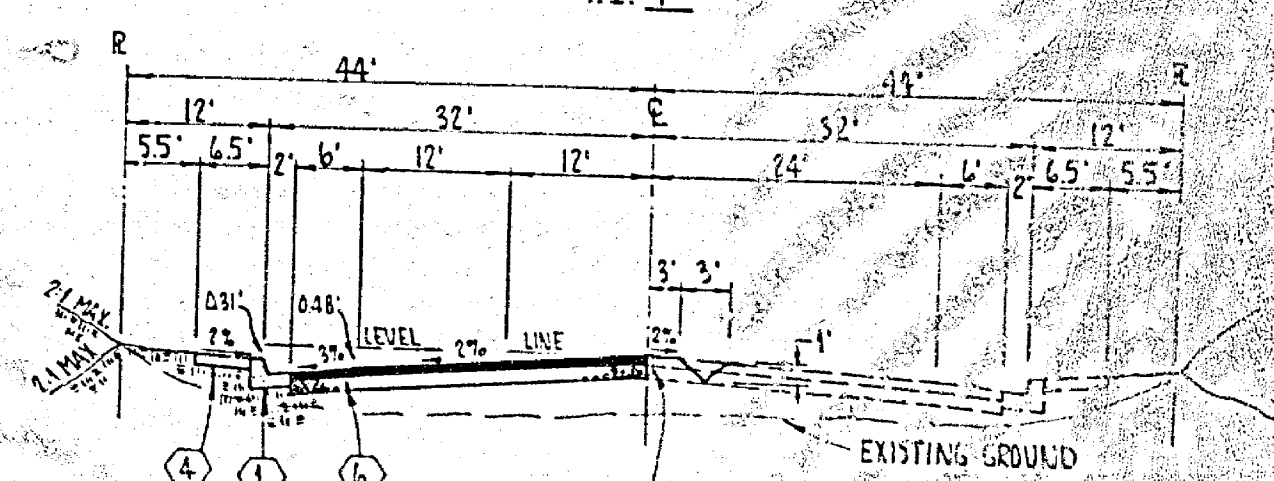 44' 44'
12' 32' 32' 12'
5.5' 6.5' 2' 6' 12' 12' 24' 6' 2' 6.5' 5.5'
3' 3'
2:1 MAX 0.31' 0.48'
2% 3% LEVEL 2% LINE 2% 1'
2:1 MAX
EXISTING GROUND
4 1 6